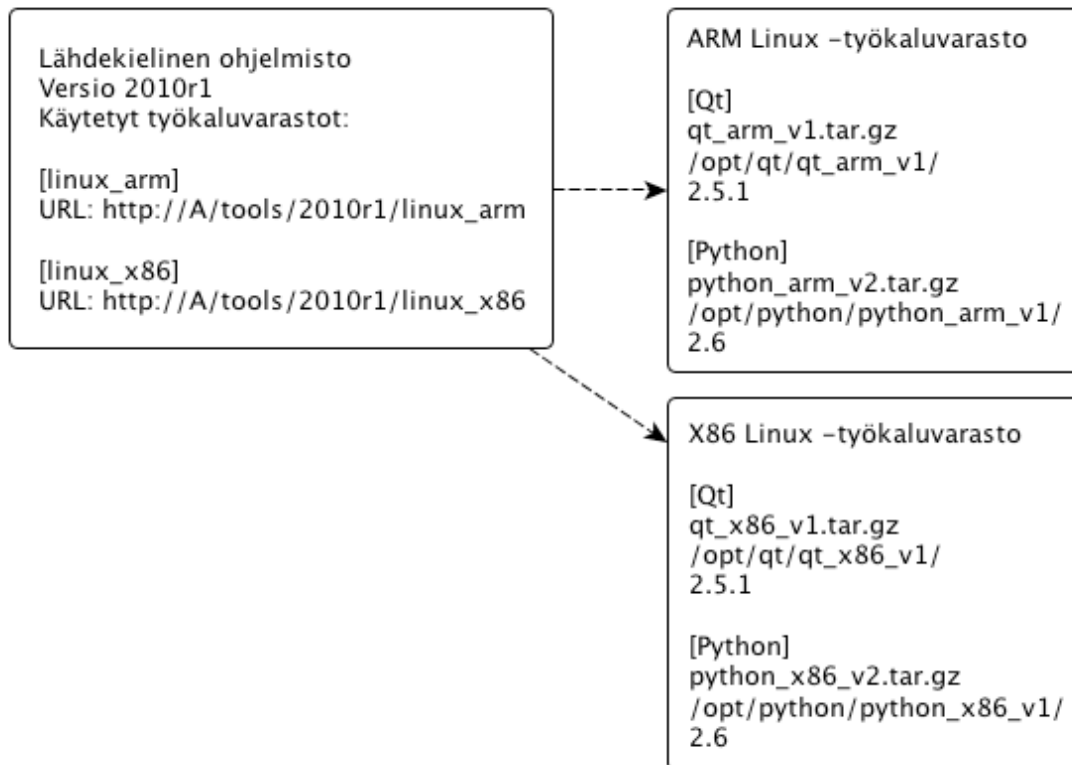 Lähdekielinen ohjelmisto
Versio 2010r1
Käytetyt työkaluvarastot:
[linux_arm]
URL: http://A/tools/2010r1/linux_arm
[linux_x86]
URL: http://A/tools/2010r1/linux_x86
ARM Linux -työkaluvarasto
[Qt]
qt_arm_v1.tar.gz
/opt/qt/qt_arm_v1/
2.5.1
[Python]
python_arm_v2.tar.gz
/opt/python/python_arm_v1/
2.6
X86 Linux -työkaluvarasto
[Qt]
qt_x86_v1.tar.gz
/opt/qt/qt_x86_v1/
2.5.1
[Python]
python_x86_v2.tar.gz
/opt/python/python_x86_v1/
2.6